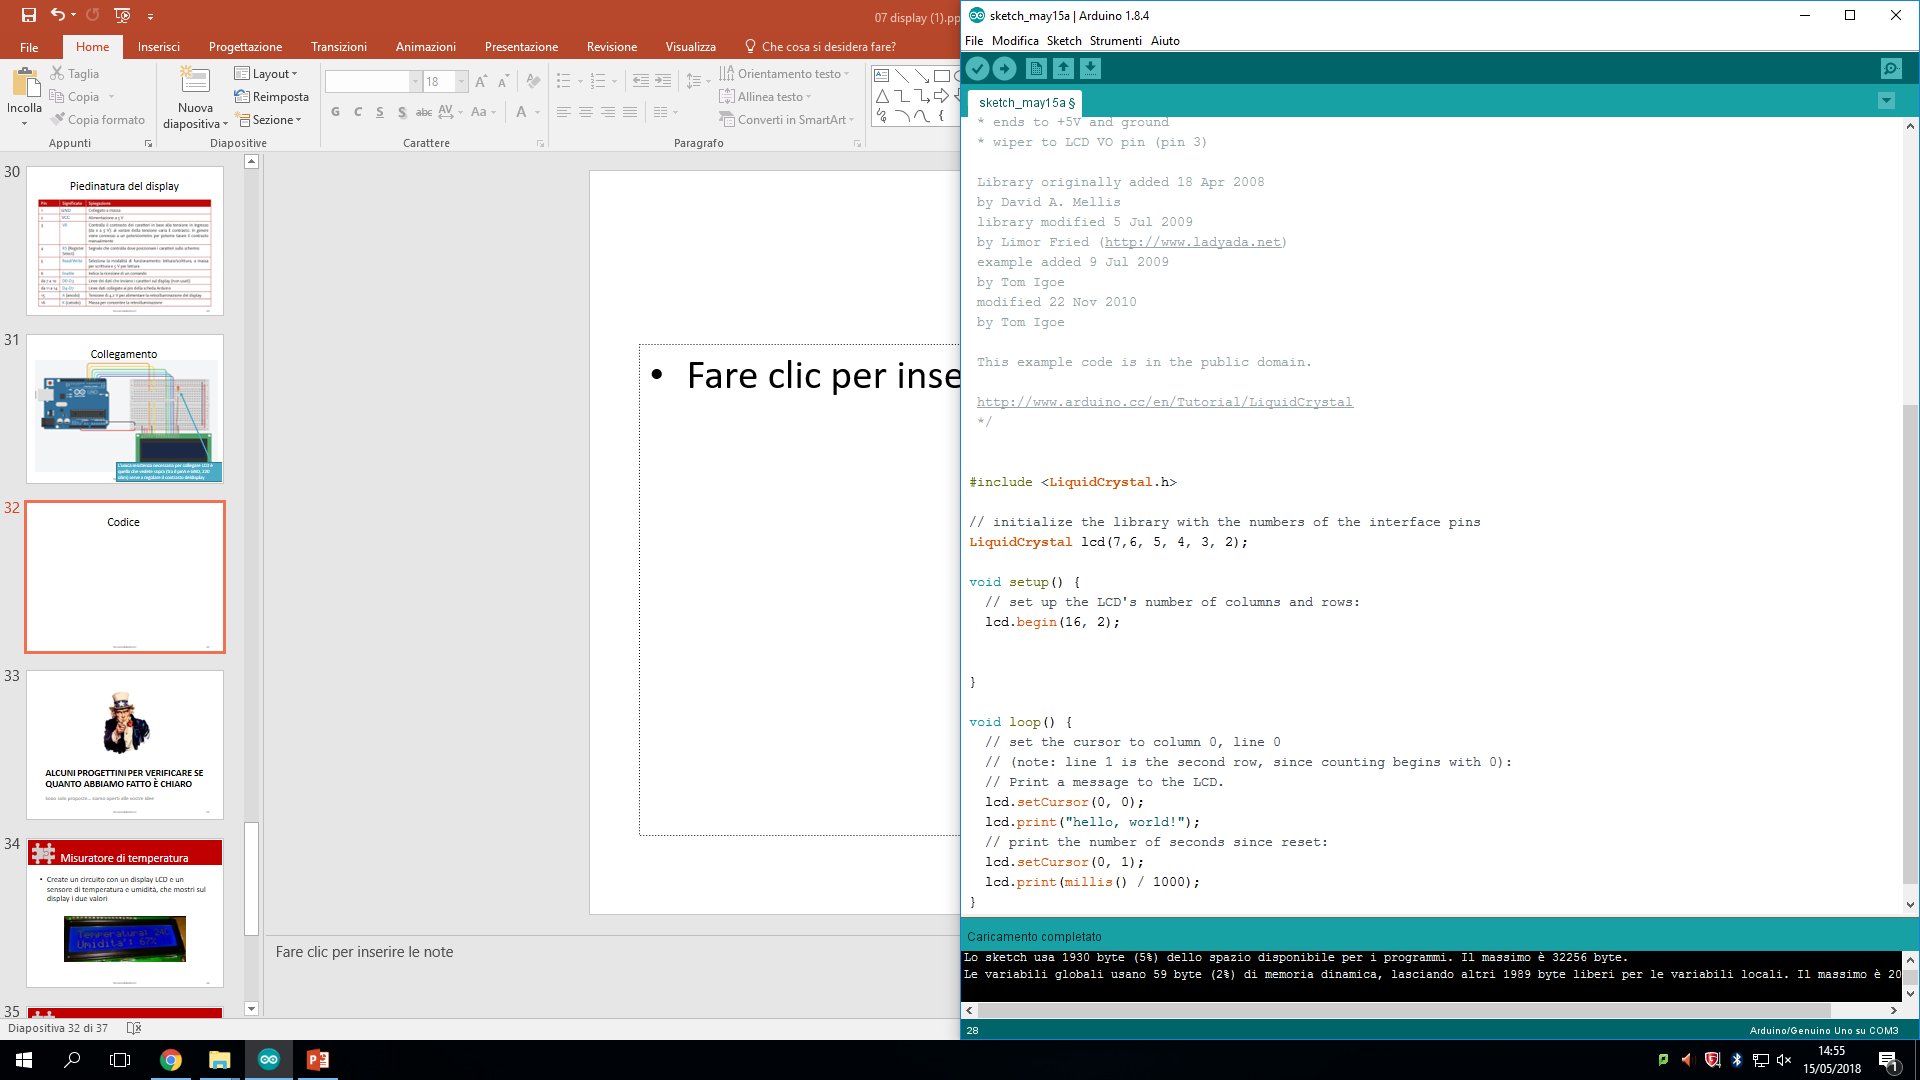 07 display (1).pp
File
Home
Inserisci
Progettazione
Transizioni
Animazioni
Presentazione
Revisione
Visualizza
Che cosa si desidera fare?
Incolla
Taglia
Copia
Copia formato
Appunti
Nuova
diapositiva
Layout
Reimposta
Sezione
Diapositive
18
G C S S abc AV Aa A
Carattere
Orientamento testo
Allinea testo
Converti in SmartArt
Paragrafo
30
Piedinatura del display
31
Collegamento
32
Codice
33
ALCUNI PROGETTINI PER VERIFICARE SE
QUANTO ABBIAMO FATTO È CHIARO
34
Misuratore di temperatura
• Create un circuito con un display LCD e un
sensore di temperatura e umidità, che mostri sul
display i due valori
35
• Fare clic per inse
Fare clic per inserire le note
Diapositiva 32 di 37
sketch_may15a | Arduino 1.8.4
File Modifica Sketch Strumenti Aiuto
sketch_may15a §
* ends to +5V and ground
* wiper to LCD VO pin (pin 3)
Library originally added 18 Apr 2008
by David A. Mellis
library modified 5 Jul 2009
by Limor Fried (http://www.ladyada.net)
example added 9 Jul 2009
by Tom Igoe
modified 22 Nov 2010
by Tom Igoe
This example code is in the public domain.
http://www.arduino.cc/en/Tutorial/LiquidCrystal
*/
#include <LiquidCrystal.h>
// initialize the library with the numbers of the interface pins
LiquidCrystal lcd(7,6, 5, 4, 3, 2);
void setup() {
// set up the LCD's number of columns and rows:
lcd.begin(16, 2);
}
void loop() {
// set the cursor to column 0, line 0
// (note: line 1 is the second row, since counting begins with 0):
// Print a message to the LCD.
lcd.setCursor(0, 0);
lcd.print("hello, world!");
// print the number of seconds since reset:
lcd.setCursor(0, 1);
lcd.print(millis() / 1000);
}
Caricamento completato
Lo sketch usa 1930 byte (5%) dello spazio disponibile per i programmi. Il massimo è 32256 byte.
Le variabili globali usano 59 byte (2%) di memoria dinamica, lasciando altri 1989 byte liberi per le variabili locali. Il massimo è 20
28
Arduino/Genuino Uno su COM3
14:55
15/05/2018
1